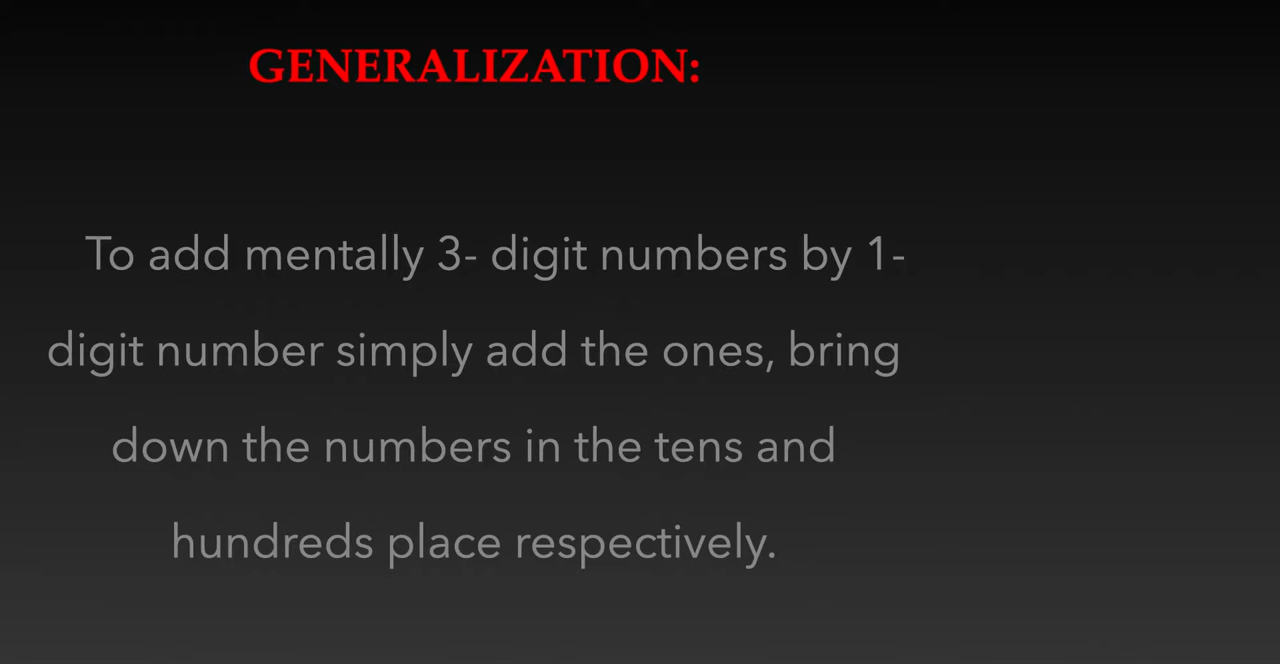 GENERALIZATION:
To add mentally 3- digit numbers by 1-
digit number simply add the ones, bring
down the numbers in the tens and
hundreds place respectively.